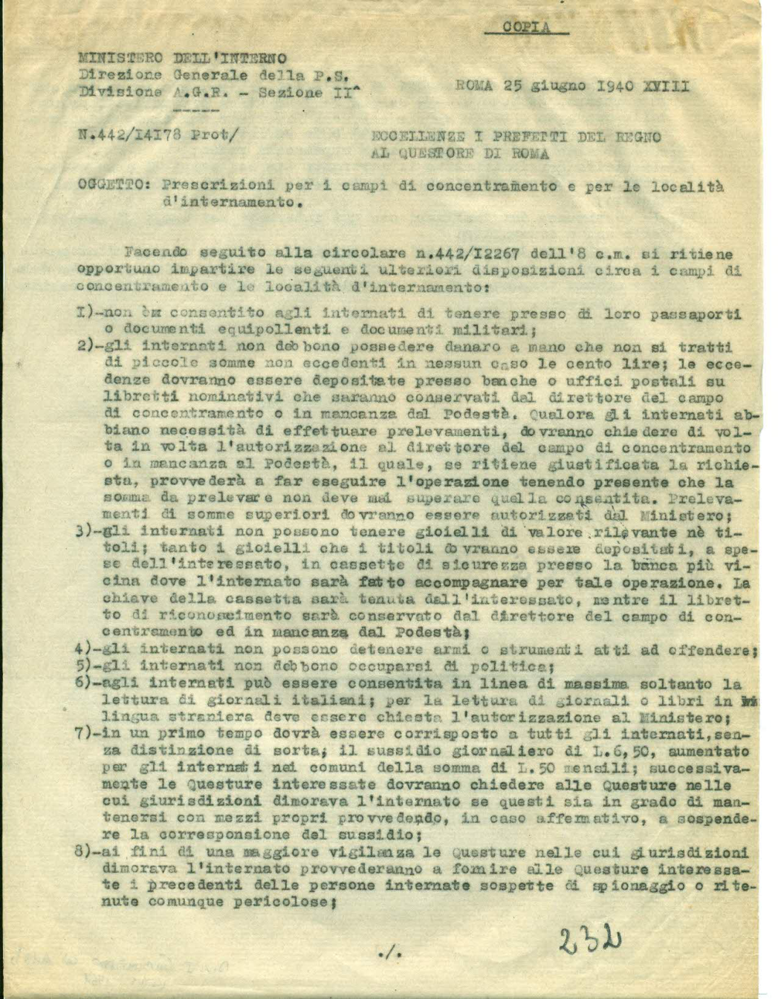 COPIA
MINISTERO DELL'INTERNO
Direzione Generale della P.S.
Divisione A.G.R. - Sezione II^
ROMA 25 giugno I940 XVIII
N.442/I4I78 Prot/
ECCELLENZE I PREFETTI DEL REGNO
AL QUESTORE DI ROMA
OGGETTO: Prescrizioni per i campi di concentramento e per le località
d'internamento.
Facendo seguito alla circolare n.442/I2267 dell'8 c.m. si ritiene
opportuno impartire le seguenti ulteriori disposizioni circa i campi di
concentramento e le località d'internamento:
I)-non è consentito agli internati di tenere presso di loro passaporti
o documenti equipollenti e documenti militari;
2)-gli internati non debbono possedere danaro a mano che non si tratti
di piccole somme non eccedenti in nessun caso le cento lire; le ecce-
denze dovranno essere depositate presso banche o uffici postali su
libretti nominativi che saranno conservati dal direttore del campo
di concentramento o in mancanza dal Podestà. Qualora gli internati ab-
biano necessità di effettuare prelevamenti, dovranno chiedere di vol-
ta in volta l'autorizzazione al direttore del campo di concentramento
o in mancanza al Podestà, il quale, se ritiene giustificata la richie-
sta, provvederà a far eseguire l'operazione tenendo presente che la
somma da prelevare non deve mai superare quella consentita. Preleva-
menti di somme superiori dovranno essere autorizzati dal Ministero;
3)-gli internati non possono tenere gioielli di valore rilevante nè ti-
toli; tanto i gioielli che i titoli dovranno essere depositati, a spe-
se dell'interessato, in cassette di sicurezza presso la banca più vi-
cina dove l'internato sarà fatto accompagnare per tale operazione. La
chiave della cassetta sarà tenuta dall'interessato, mentre il libret-
to di riconoscimento sarà conservato dal direttore del campo di con-
centramento ed in mancanza dal Podestà;
4)-gli internati non possono detenere armi o strumenti atti ad offendere;
5)-gli internati non debbono occuparsi di politica;
6)-agli internati può essere consentita in linea di massima soltanto la
lettura di giornali italiani; per la lettura di giornali o libri in
lingua straniera deve essere chiesta l'autorizzazione al Ministero;
7)-in un primo tempo dovrà essere corrisposto a tutti gli internati,sen-
za distinzione di sorta, il sussidio giornaliero di L.6,50, aumentato
per gli internati nei comuni della somma di L.50 mensili; successiva-
mente le Questure interessate dovranno chiedere alle Questure nelle
cui giurisdizioni dimorava l'internato se questi sia in grado di man-
tenersi con mezzi propri provvedendo, in caso affermativo, a sospende-
re la corresponsione del sussidio;
8)-ai fini di una maggiore vigilanza le Questure nelle cui giurisdizioni
dimorava l'internato provvederanno a fornire alle Questure interessa-
te i precedenti delle persone internate sospette di spionaggio o rite-
nute comunque pericolose;
232
./.